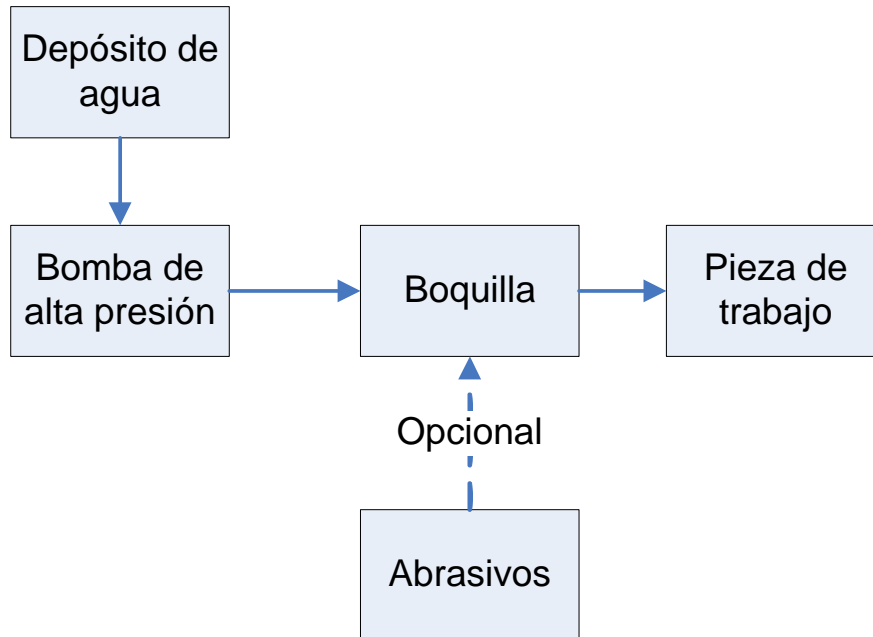 Depósito de
agua
Bomba de
alta presión
Boquilla
Pieza de
trabajo
Opcional
Abrasivos